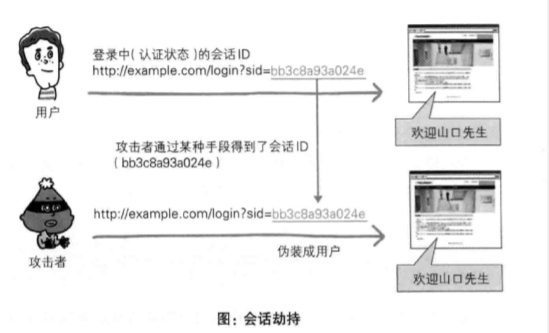 登录中(认证状态)的会话ID
http://example.com/login?sid=bb3c8a93a024e
用户
欢迎山口先生
攻击者通过某种手段得到了会话ID
(bb3c8a93a024e)
http://example.com/login?sid=bb3c8a93a024e
攻击者
伪装成用户
欢迎山口先生
图：会话劫持